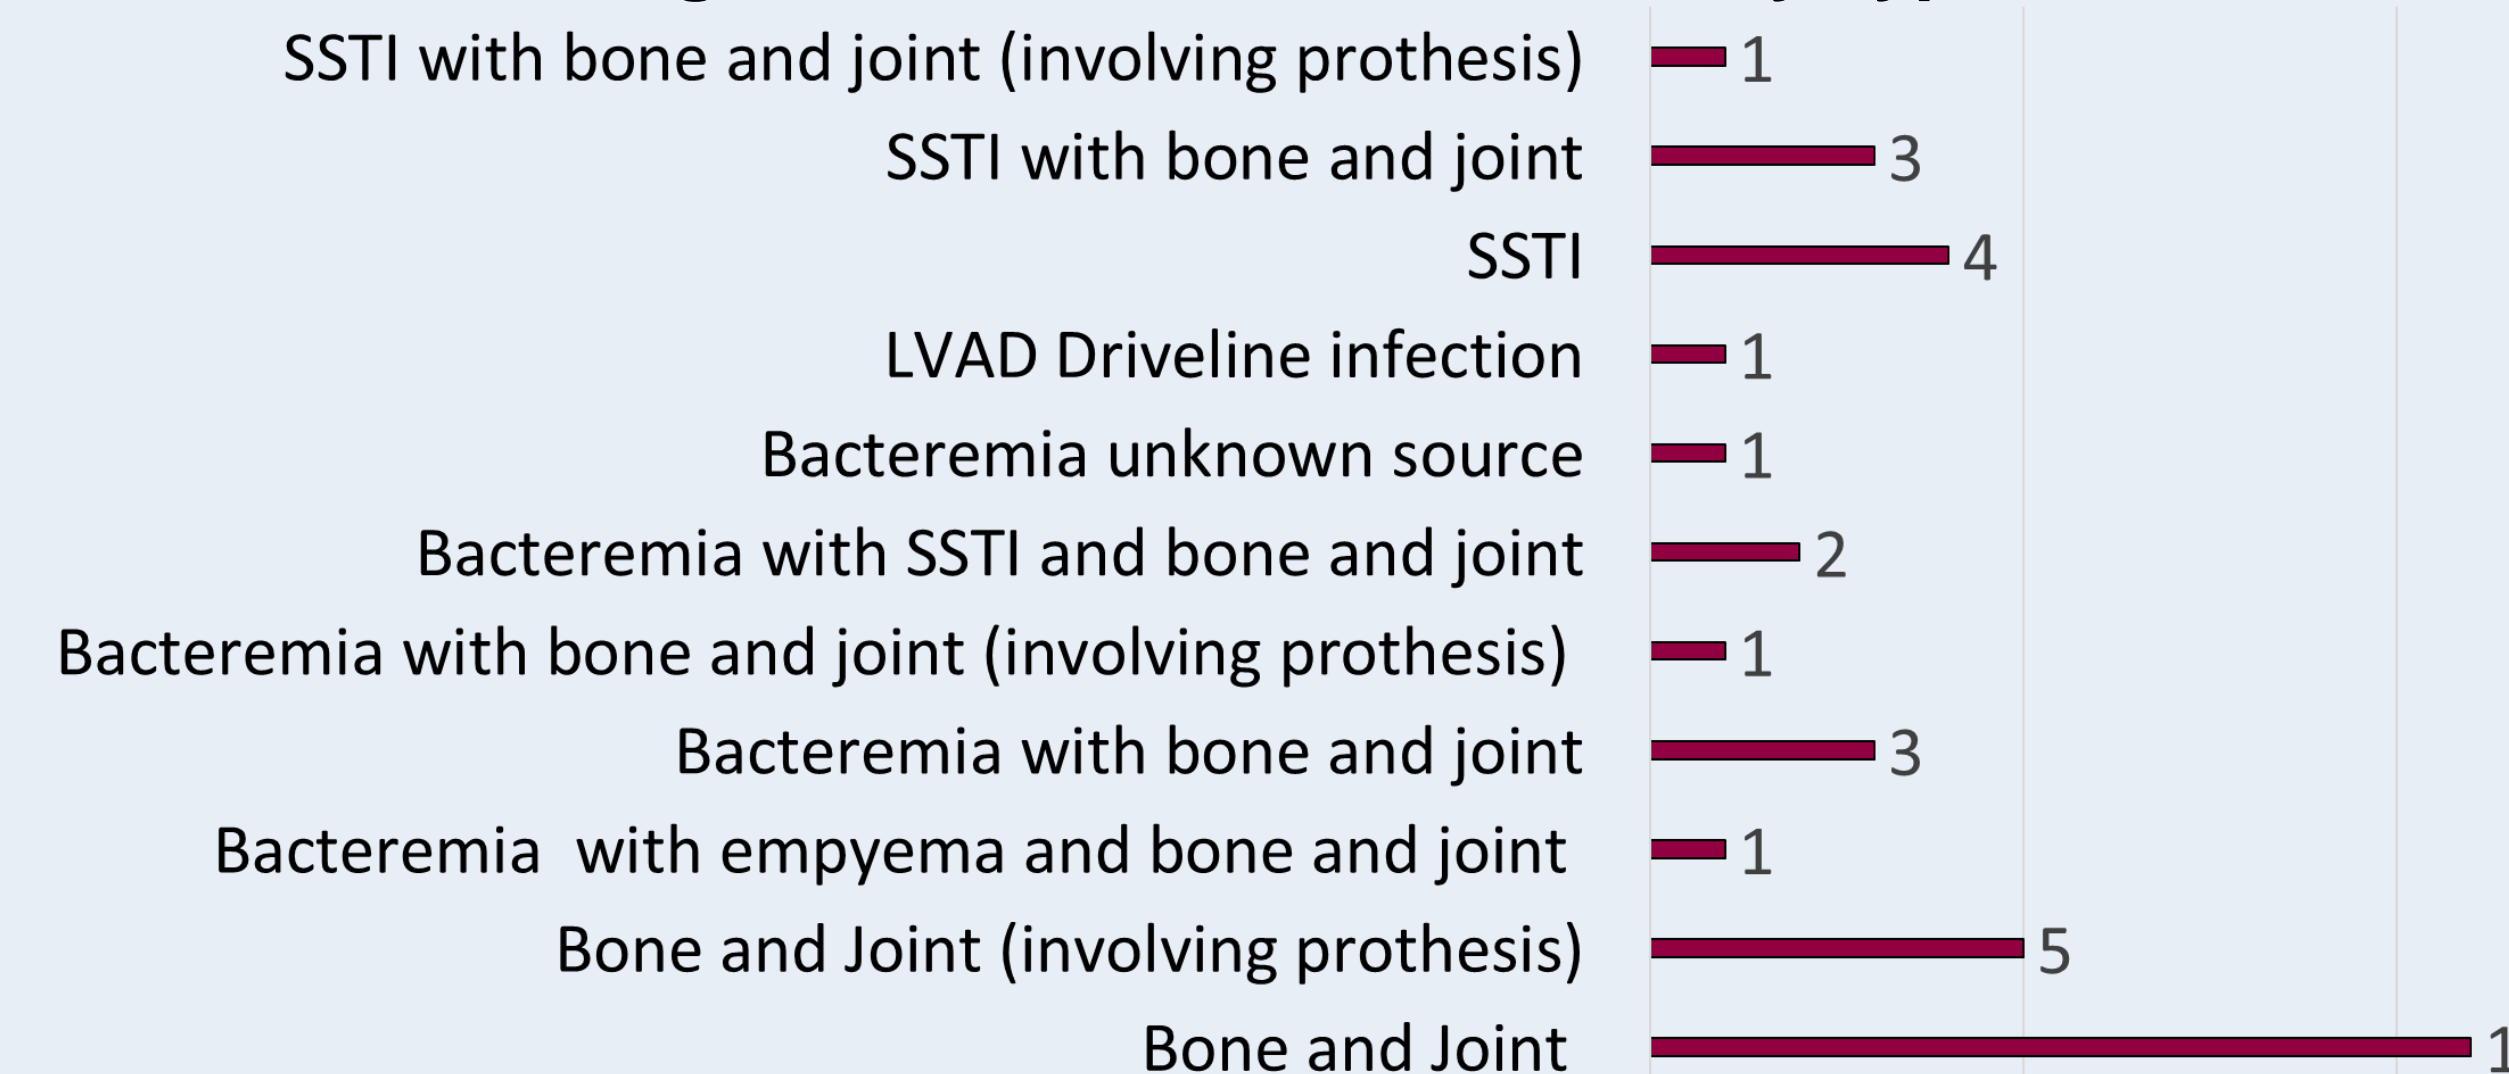 SSTI with bone and joint (involving prothesis) 1
SSTI with bone and joint 3
SSTI 4
LVAD Driveline infection 1
Bacteremia unknown source 1
Bacteremia with SSTI and bone and joint 2
Bacteremia with bone and joint (involving prothesis) 1
Bacteremia with bone and joint 3
Bacteremia  with empyema and bone and joint 1
Bone and Joint (involving prothesis) 5
Bone and Joint 1